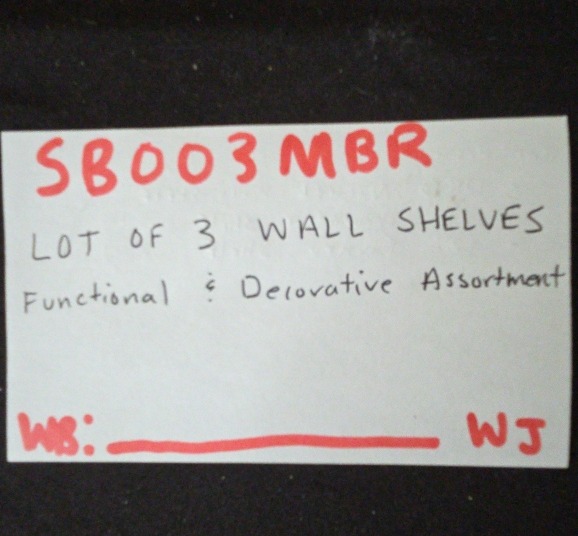 SB003MBR
LOT OF 3 WALL SHELVES
Functional & Decorative Assortment
WB: WJ